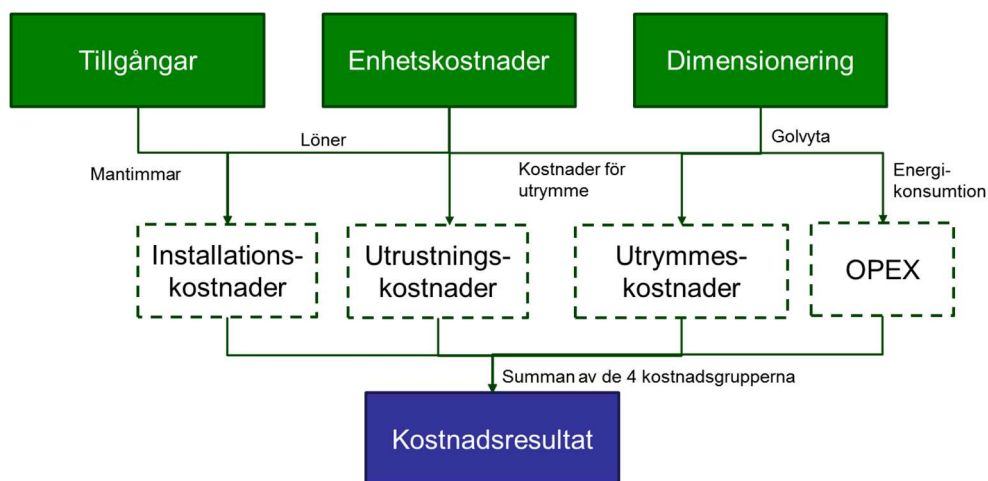 Tillgångar
Enhetskostnader
Dimensionering
Löner
Golvyta
Mantimmar
Kostnader för
utrymme
Energi-
konsumtion
Installations-
kostnader
Utrustnings-
kostnader
Utrymmes-
kostnader
OPEX
Summan av de 4 kostnadsgrupperna
Kostnadsresultat